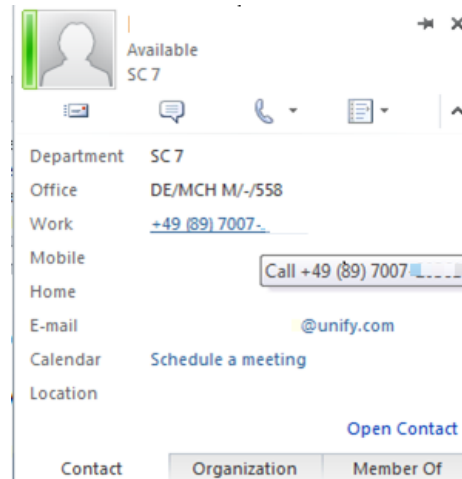 Available
SC 7
Department SC 7
Office DE/MCH M/-/558
Work +49 (89) 7007-
Mobile
Call +49 (89) 7007
Home
E-mail @unify.com
Calendar Schedule a meeting
Location
Open Contact
Contact Organization Member Of